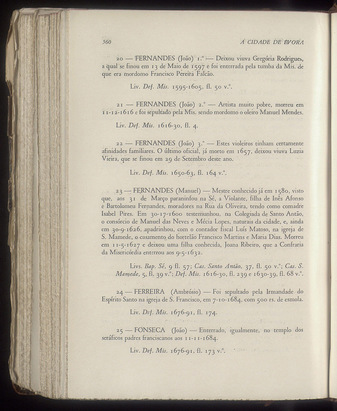 360 A CIDADE DE ÉVORA
20 — FERNANDES (João) 1.º — Deixou viuva Gergória Rodrigues,
a qual se finou em 13 de Maio de 1597 e foi enterrada pela tumba da Mis. de
que era mordomo Francisco Pereira Falcão.
Liv. Def. Mis. 1595-1605, fl. 50 v.º.
21 — FERNANDES (João) 2.º — Artista muito pobre, morreu em
11-12-1616 e foi sepultado pela Mis. sendo mordomo o oleiro Manuel Mendes.
Liv. Def. Mis. 1616-30, fl. 4.
22 — FERNANDES (João) 3.º — Estes violeiros tinham certamente
afinidades familiares. O último oficial, já morto em 1657, deixou viuva Luzia
Vieira, que se finou em 29 de Setembro deste ano.
Liv. Def. Mis. 1650-63, fl. 164 v.º.
23 — FERNANDES (Manuel) — Mestre conhecido já em 1580, visto
que, aos 31 de Março paraninfou na Sé, a Violante, filha de Inês Afonso
e Bartolomeu Fernandes, moradores na Rua da Oliveira, tendo como comadre
Isabel Pires. Em 30-17-1600 testemunhou, na Colegiada de Santo Antão,
o consórcio de Manuel das Neves e Mécia Lopes, naturais da cidade; e, ainda
em 30-9-1626, apadrinhou, com o contador fiscal Luís Matoso, na igreja de
S. Mamede, o casamento do borrelão Francisco Martins e Maria Dias. Morreu
em 11-5-1627 e deixou uma filha conhecida, Joana Ribeiro, que a Confraria
da Misericórdia enterrou aos 9-5-1632.
Livs. Bap. Sé, 9 fl. 57; Cas. Santo Antão, 37, fl. 50 v.º; Cas. S.
Mamede, 5, fl. 39 v.º; Def. Mis. 1616-30, fl. 239 e 1630-39, fl. 68 v.º.
24 — FERREIRA (Ambrósio) — Foi sepultado pela Irmandade do
Espírito Santo na igreja de S. Francisco, em 7-10-1684, com 500 rs. de esmola.
Liv. Def. Mis. 1676-91, fl. 174.
25 — FONSECA (João) — Enterrado, igualmente, no templo dos
seráficos padres franciscanos aos 11-11-1684.
Liv. Def. Mis. 1676-91, fl. 175 v.º.